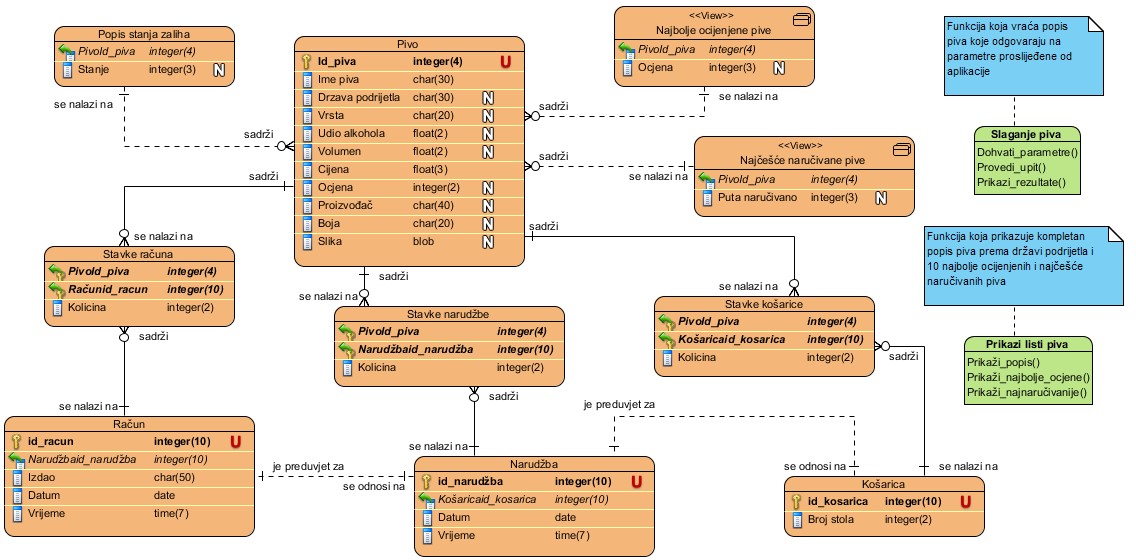 Popis stanja zaliha
PivoId_piva integer(4)
Stanje integer(3) N
se nalazi na
sadrži
Pivo
Id_piva integer(4) U
Ime piva char(30)
Drzava podrijetla char(30) N
Vrsta char(20) N
Udio alkohola float(2) N
Volumen float(2) N
Cijena float(3)
Ocjena integer(2) N
Proizvođač char(40) N
Boja char(20) N
Slika blob N
<<View>>
Najbolje ocijenjene pive
PivoId_piva integer(4)
Ocjena integer(3) N
se nalazi na
sadrži
<<View>>
Najčešće naručivane pive
PivoId_piva integer(4)
Puta naručivano integer(3) N
sadrži
se nalazi na
Funkcija koja vraća popis
piva koje odgovaraju na
parametre proslijeđene od
aplikacije
Slaganje piva
Dohvati_parametre()
Provedi_upit()
Prikazi_rezultate()
Funkcija koja prikazuje kompletan
popis piva prema državi podrijetla i
10 najbolje ocijenjenih i najčešće
naručivanih piva
Prikazi listi piva
Prikaži_popis()
Prikaži_najbolje_ocjene()
Prikaži_najnaručivanije()
sadrži
se nalazi na
Stavke računa
PivoId_piva integer(4)
Računid_racun integer(10)
Kolicina integer(2)
sadrži
se nalazi na
sadrži
se nalazi na
Stavke narudžbe
PivoId_piva integer(4)
Narudžbaid_narudžba integer(10)
Kolicina integer(2)
sadrži
se nalazi na
sadrži
se nalazi na
Stavke košarice
PivoId_piva integer(4)
Košaricaid_kosarica integer(10)
Kolicina integer(2)
sadrži
se nalazi na
Račun
id_racun integer(10) U
Narudžbaid_narudžba integer(10)
Izdao char(50)
Datum date
Vrijeme time(7)
je preduvjet za
se odnosi na
Narudžba
id_narudžba integer(10) U
Košaricaid_kosarica integer(10)
Datum date
Vrijeme time(7)
je preduvjet za
se odnosi na
Košarica
id_kosarica integer(10) U
Broj stola integer(2)